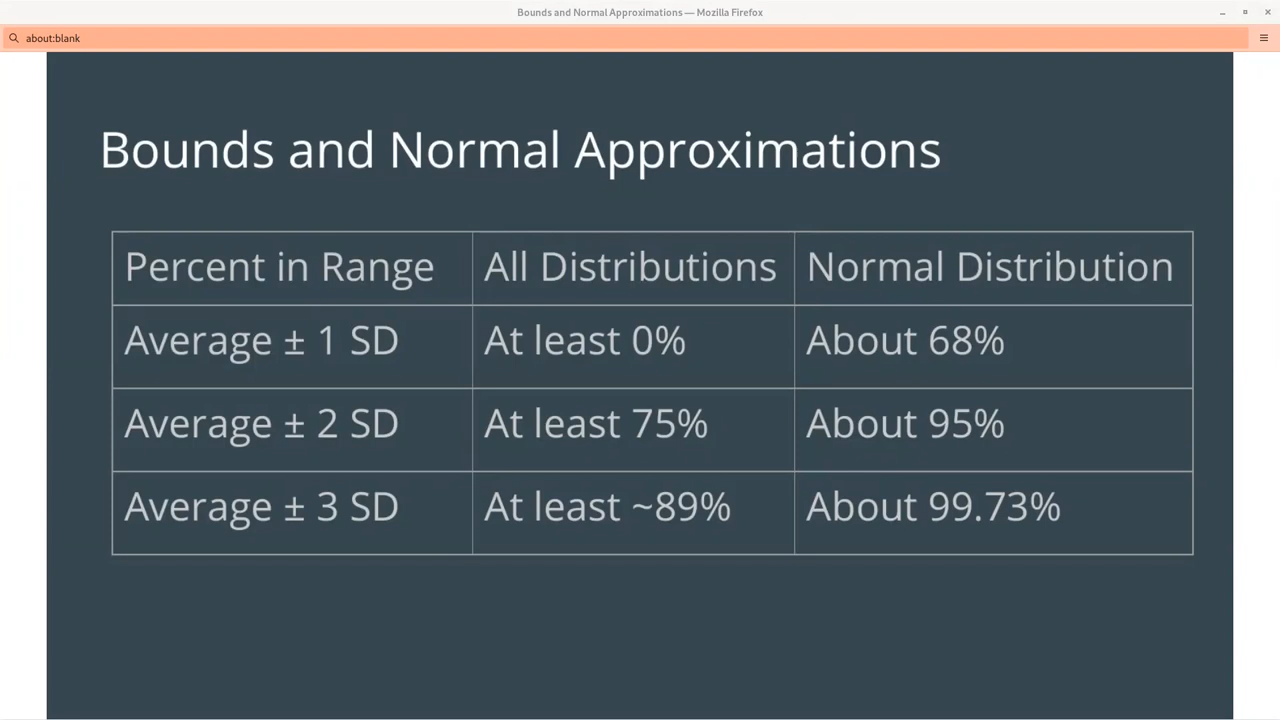 Bounds and Normal Approximations — Mozilla Firefox
about:blank
Bounds and Normal Approximations
Percent in Range All Distributions Normal Distribution
Average ± 1 SD At least 0% About 68%
Average ± 2 SD At least 75% About 95%
Average ± 3 SD At least ~89% About 99.73%